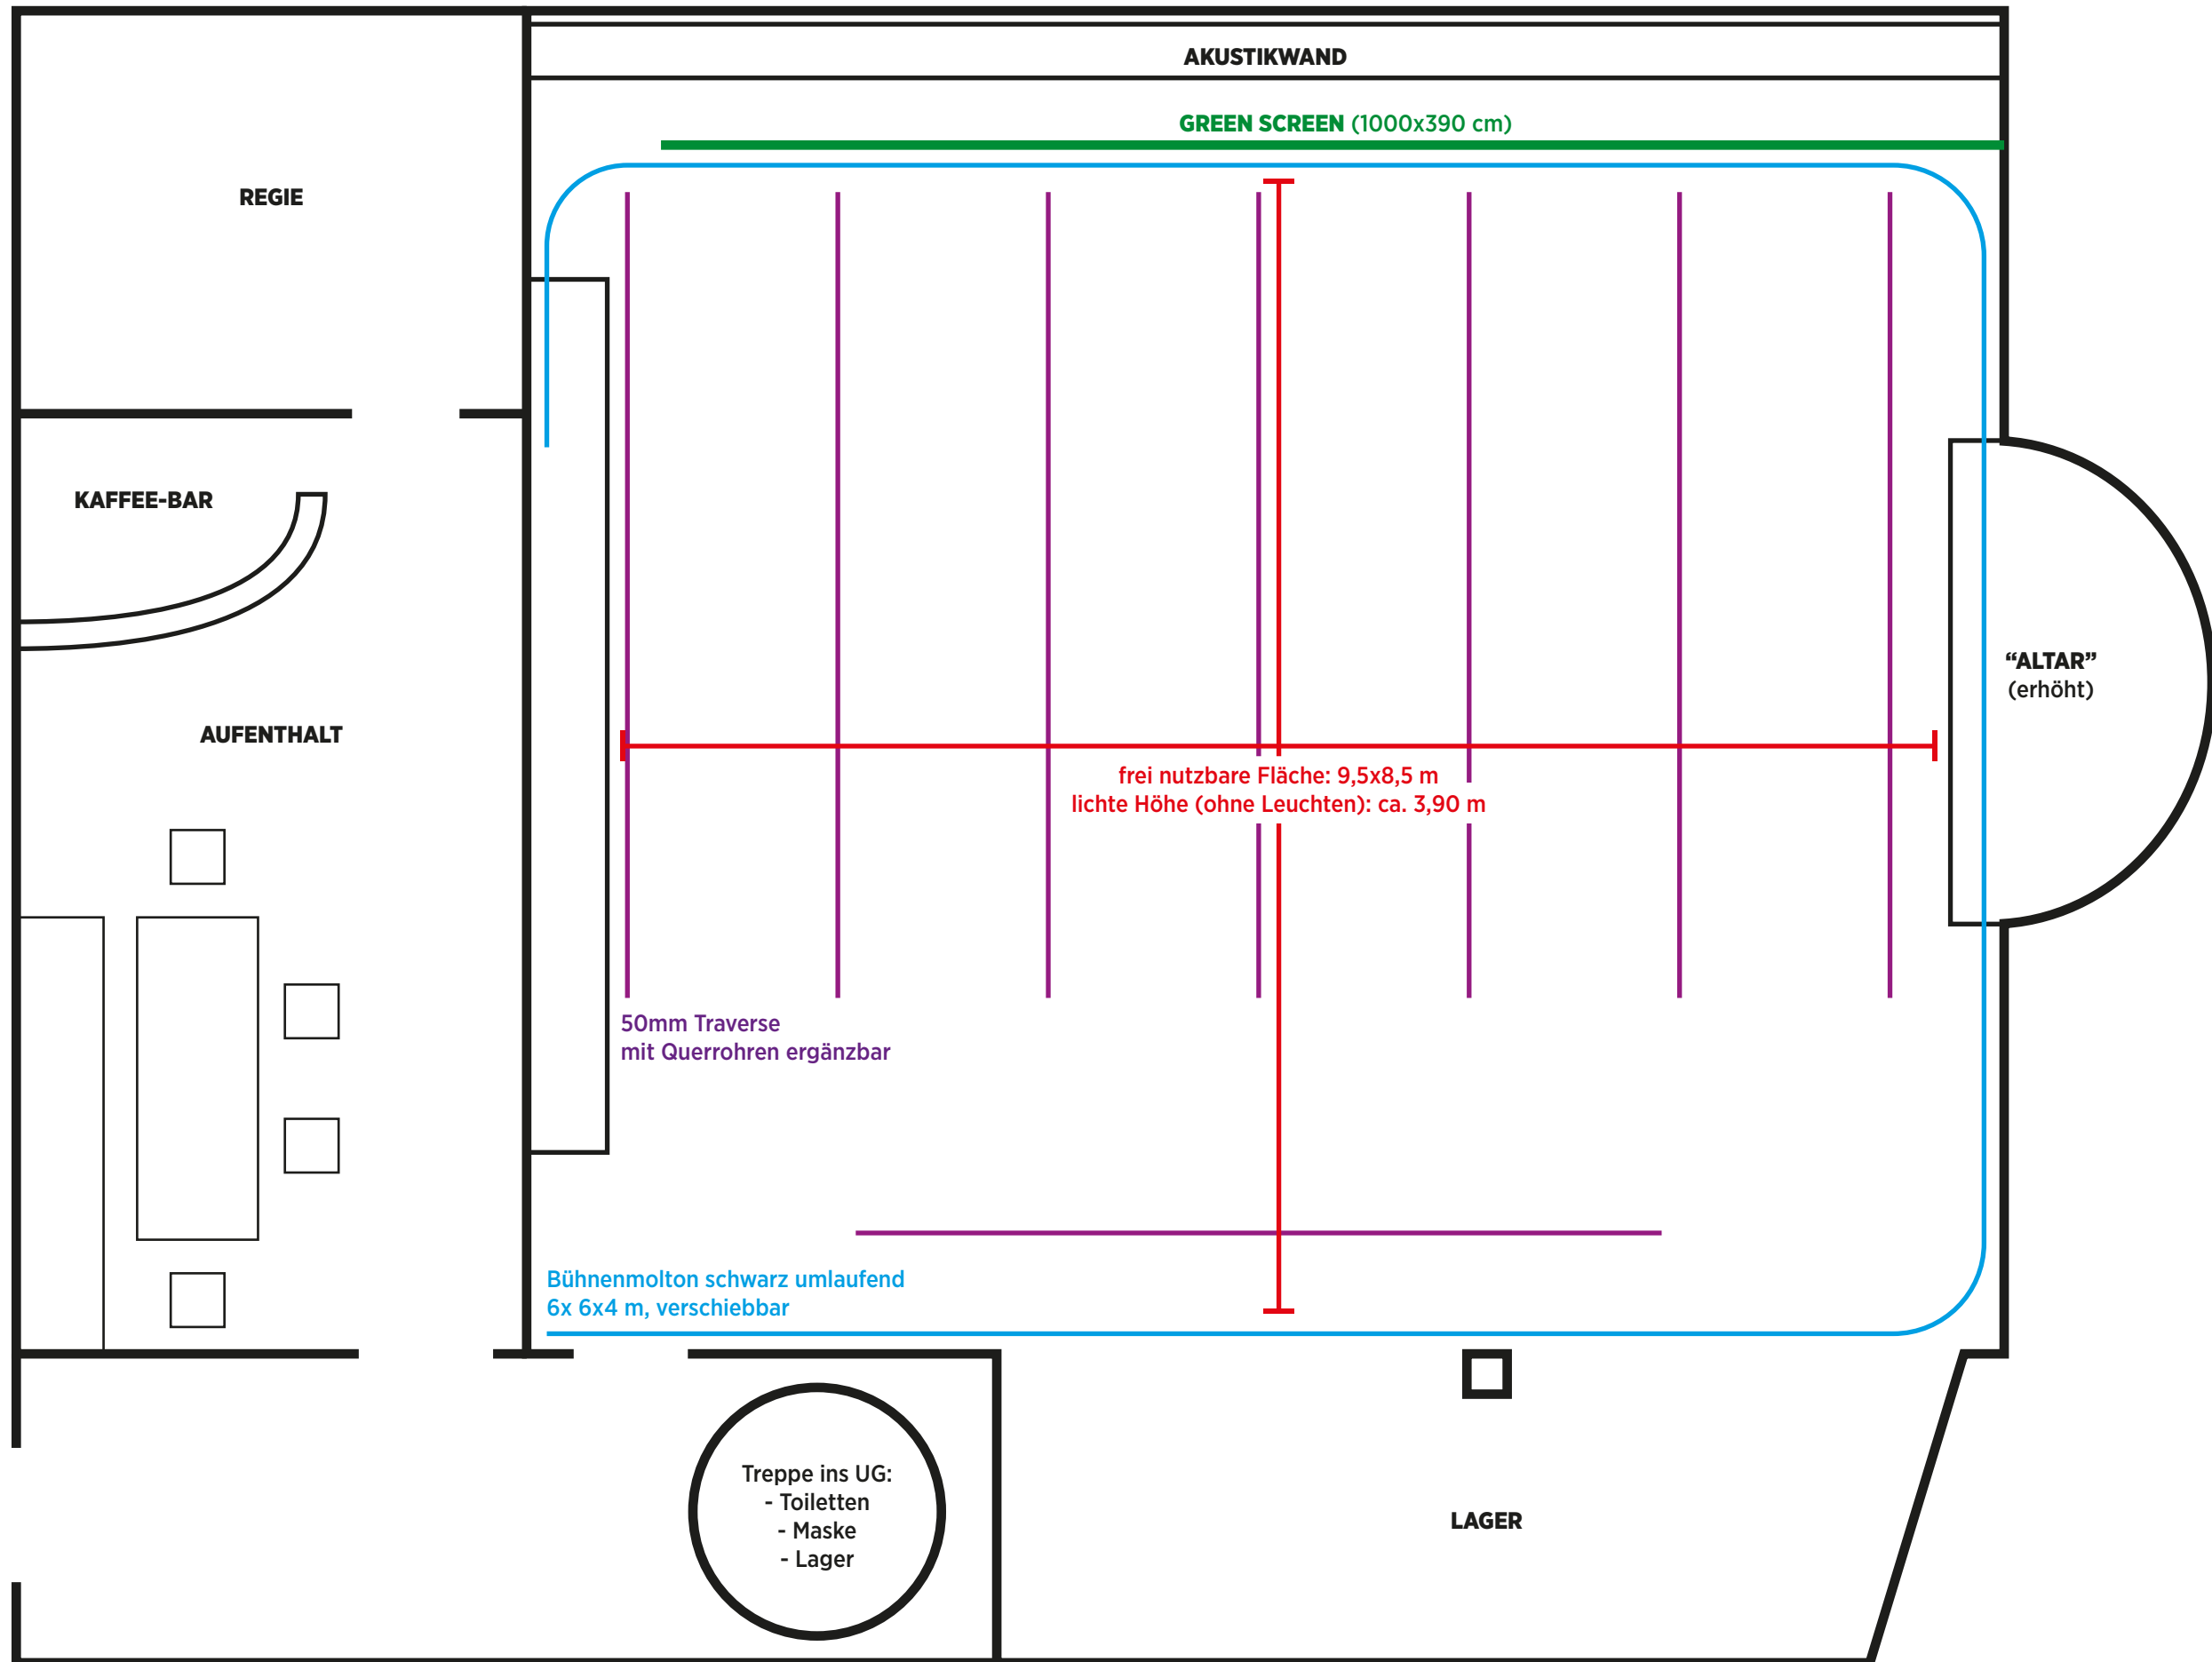 AKUSTIKWAND
GREEN SCREEN (1000x390 cm)
REGIE
KAFFEE-BAR
“ALTAR”
(erhöht)
AUFENTHALT
frei nutzbare Fläche: 9,5x8,5 m
lichte Höhe (ohne Leuchten): ca. 3,90 m
50mm Traverse
mit Querrohren ergänzbar
Bühnenmolton schwarz umlaufend
6x 6x4 m, verschiebbar
Treppe ins UG:
- Toiletten
- Maske
- Lager
LAGER